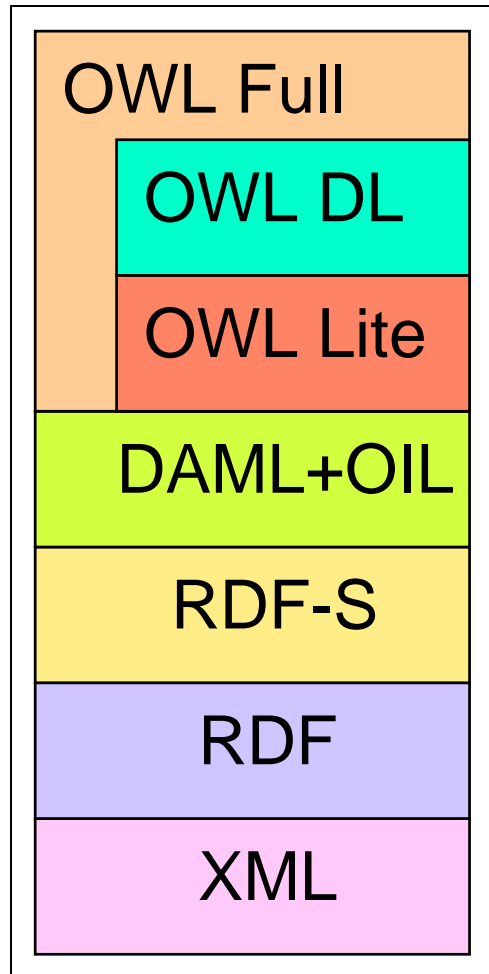 OWL Full
OWL DL
OWL Lite
DAML+OIL
RDF-S
RDF
XML